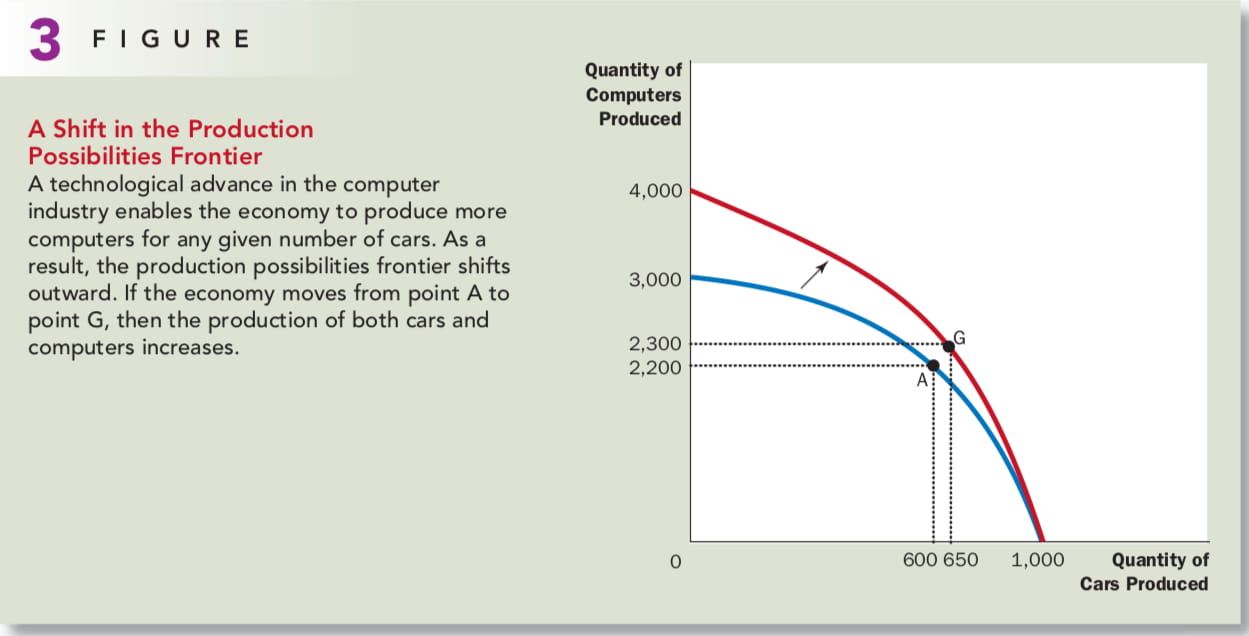 3 FIGURE
A Shift in the Production
Possibilities Frontier
A technological advance in the computer
industry enables the economy to produce more
computers for any given number of cars. As a
result, the production possibilities frontier shifts
outward. If the economy moves from point A to
point G, then the production of both cars and
computers increases.
Quantity of
Computers
Produced
4,000
3,000
2,300
2,200
G
A
0
600 650
1,000
Quantity of
Cars Produced